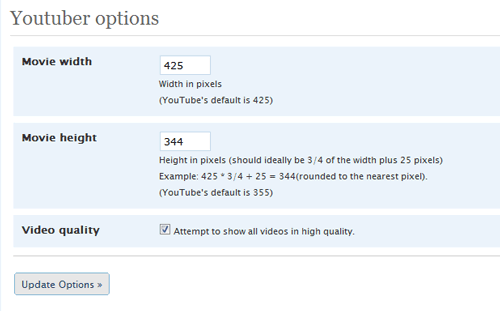 Youtuber options
Movie width
425
Width in pixels
(YouTube's default is 425)
Movie height
344
Height in pixels (should ideally be 3/4 of the width plus 25 pixels)
Example: 425 * 3/4 + 25 = 344(rounded to the nearest pixel).
(YouTube's default is 355)
Video quality
Attempt to show all videos in high quality.
Update Options »